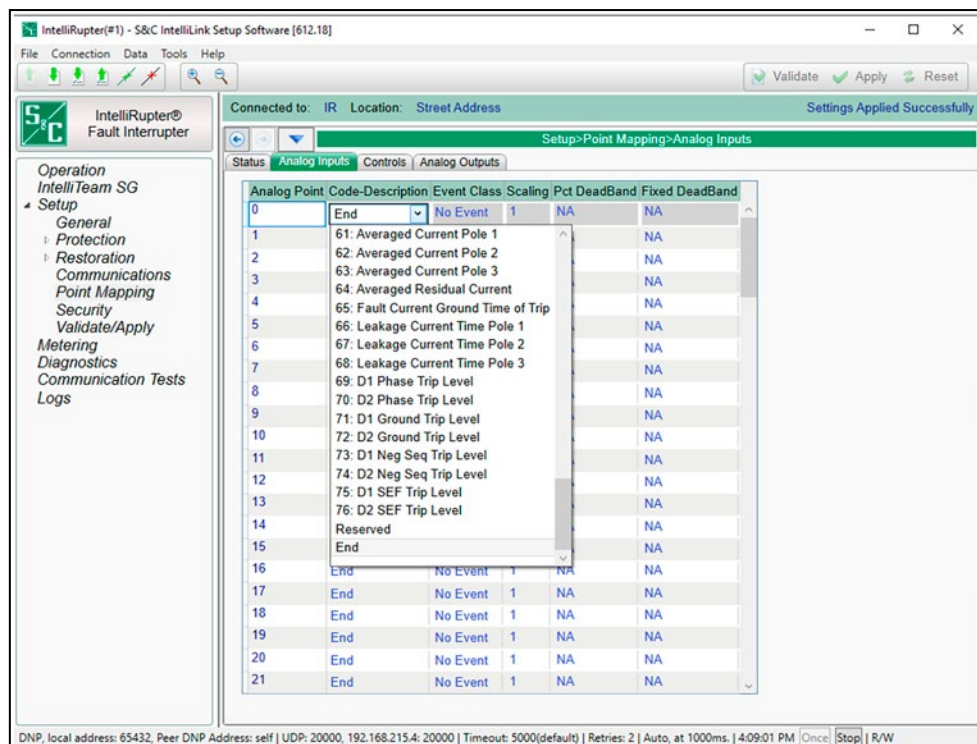 IntelliRupter(#1) - S&C IntelliLink Setup Software [612.18]
File Connection Data Tools Help
Validate Apply Reset
S&C
IntelliRupter®
Fault Interrupter
Connected to: IR Location: Street Address Settings Applied Successfully
Setup>Point Mapping>Analog Inputs
Status Analog Inputs Controls Analog Outputs
Operation
IntelliTeam SG
Setup
General
Protection
Restoration
Communications
Point Mapping
Security
Validate/Apply
Metering
Diagnostics
Communication Tests
Logs
Analog Point Code-Description Event Class Scaling Pct DeadBand Fixed DeadBand
0 End No Event 1 NA NA
1 61: Averaged Current Pole 1 NA
2 62: Averaged Current Pole 2 NA
63: Averaged Current Pole 3
3 64: Averaged Residual Current NA
4 65: Fault Current Ground Time of Trip NA
5 66: Leakage Current Time Pole 1 NA
6 67: Leakage Current Time Pole 2 NA
7 68: Leakage Current Time Pole 3 NA
69: D1 Phase Trip Level
8 70: D2 Phase Trip Level NA
9 71: D1 Ground Trip Level NA
10 72: D2 Ground Trip Level NA
11 73: D1 Neg Seq Trip Level NA
12 74: D2 Neg Seq Trip Level NA
13 75: D1 SEF Trip Level NA
76: D2 SEF Trip Level
14 Reserved NA
15 End NA
16 End No Event 1 NA NA
17 End No Event 1 NA NA
18 End No Event 1 NA NA
19 End No Event 1 NA NA
20 End No Event 1 NA NA
21 End No Event 1 NA NA
DNP, local address: 65432, Peer DNP Address: self | UDP: 20000, 192.168.215.4: 20000 | Timeout: 5000(default) | Retries: 2 | Auto, at 1000ms. | 4:09:01 PM Once Stop | R/W